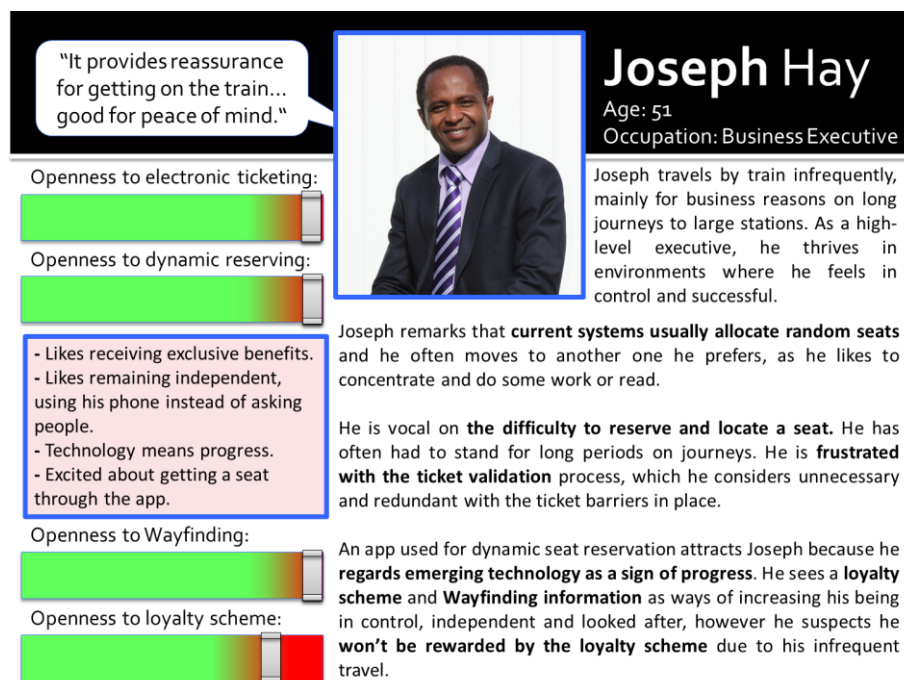 "It provides reassurance
for getting on the train...
good for peace of mind."
Joseph Hay
Age: 51
Occupation: Business Executive
Openness to electronic ticketing:
Openness to dynamic reserving:
- Likes receiving exclusive benefits.
- Likes remaining independent,
using his phone instead of asking
people.
- Technology means progress.
- Excited about getting a seat
through the app.
Openness to Wayfinding:
Openness to loyalty scheme:
Joseph travels by train infrequently,
mainly for business reasons on long
journeys to large stations. As a high-
level executive, he thrives in
environments where he feels in
control and successful.
Joseph remarks that current systems usually allocate random seats
and he often moves to another one he prefers, as he likes to
concentrate and do some work or read.
He is vocal on the difficulty to reserve and locate a seat. He has
often had to stand for long periods on journeys. He is frustrated
with the ticket validation process, which he considers unnecessary
and redundant with the ticket barriers in place.
An app used for dynamic seat reservation attracts Joseph because he
regards emerging technology as a sign of progress. He sees a loyalty
scheme and Wayfinding information as ways of increasing his being
in control, independent and looked after, however he suspects he
won't be rewarded by the loyalty scheme due to his infrequent
travel.